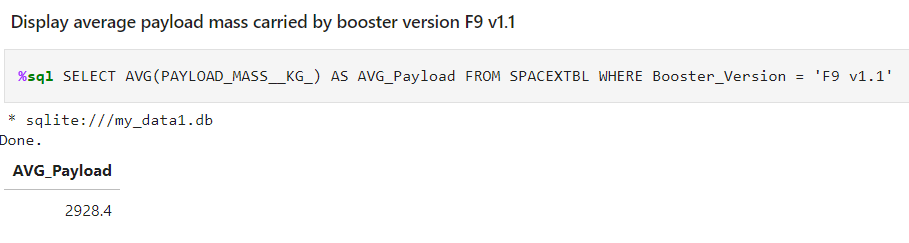 Display average payload mass carried by booster version F9 v1.1
%sql SELECT AVG(PAYLOAD_MASS__KG_) AS AVG_Payload FROM SPACEXTBL WHERE Booster_Version = 'F9 v1.1'
* sqlite:///my_data1.db
Done.
AVG_Payload
2928.4